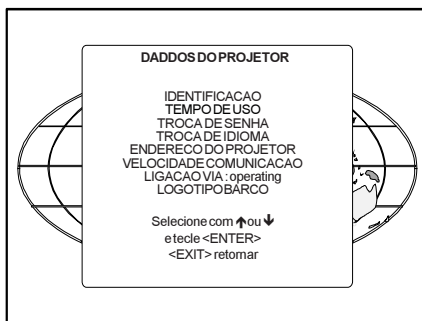 DADDOS DO PROJETOR
IDENTIFICACAO
TEMPO DE USO
TROCA DE SENHA
TROCA DE IDIOMA
ENDERECO DO PROJETOR
VELOCIDADE COMUNICACAO
LIGACAO VIA : operating
LOGOTIPO BARCO
Selecione com ↑ ou ↓
e tecle <ENTER>
<EXIT> retornar